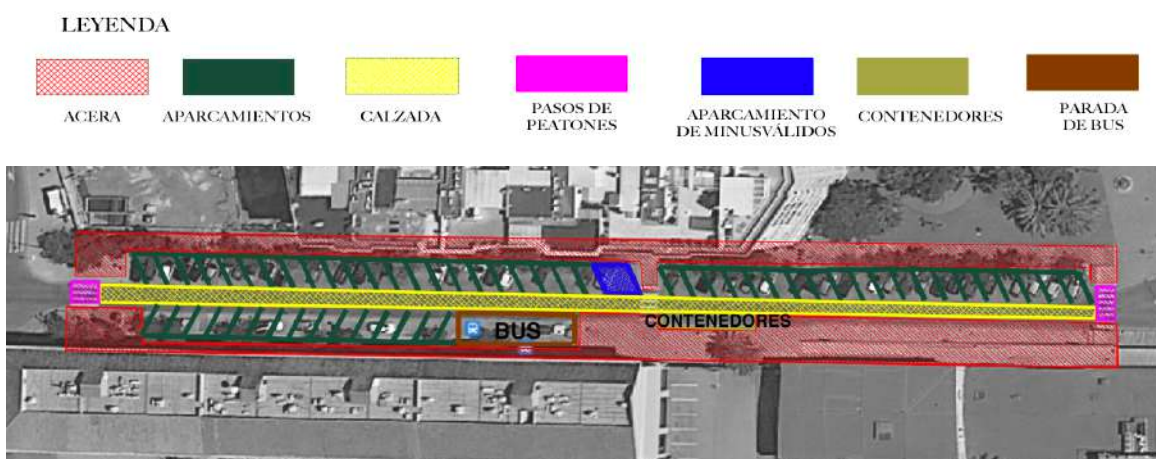 LEYENDA
ACERA
APARCAMIENTOS
CALZADA
PASOS DE
PEATONES
APARCAMIENTO
DE MINUSVÁLIDOS
CONTENEDORES
PARADA
DE BUS
CONTENEDORES
BUS